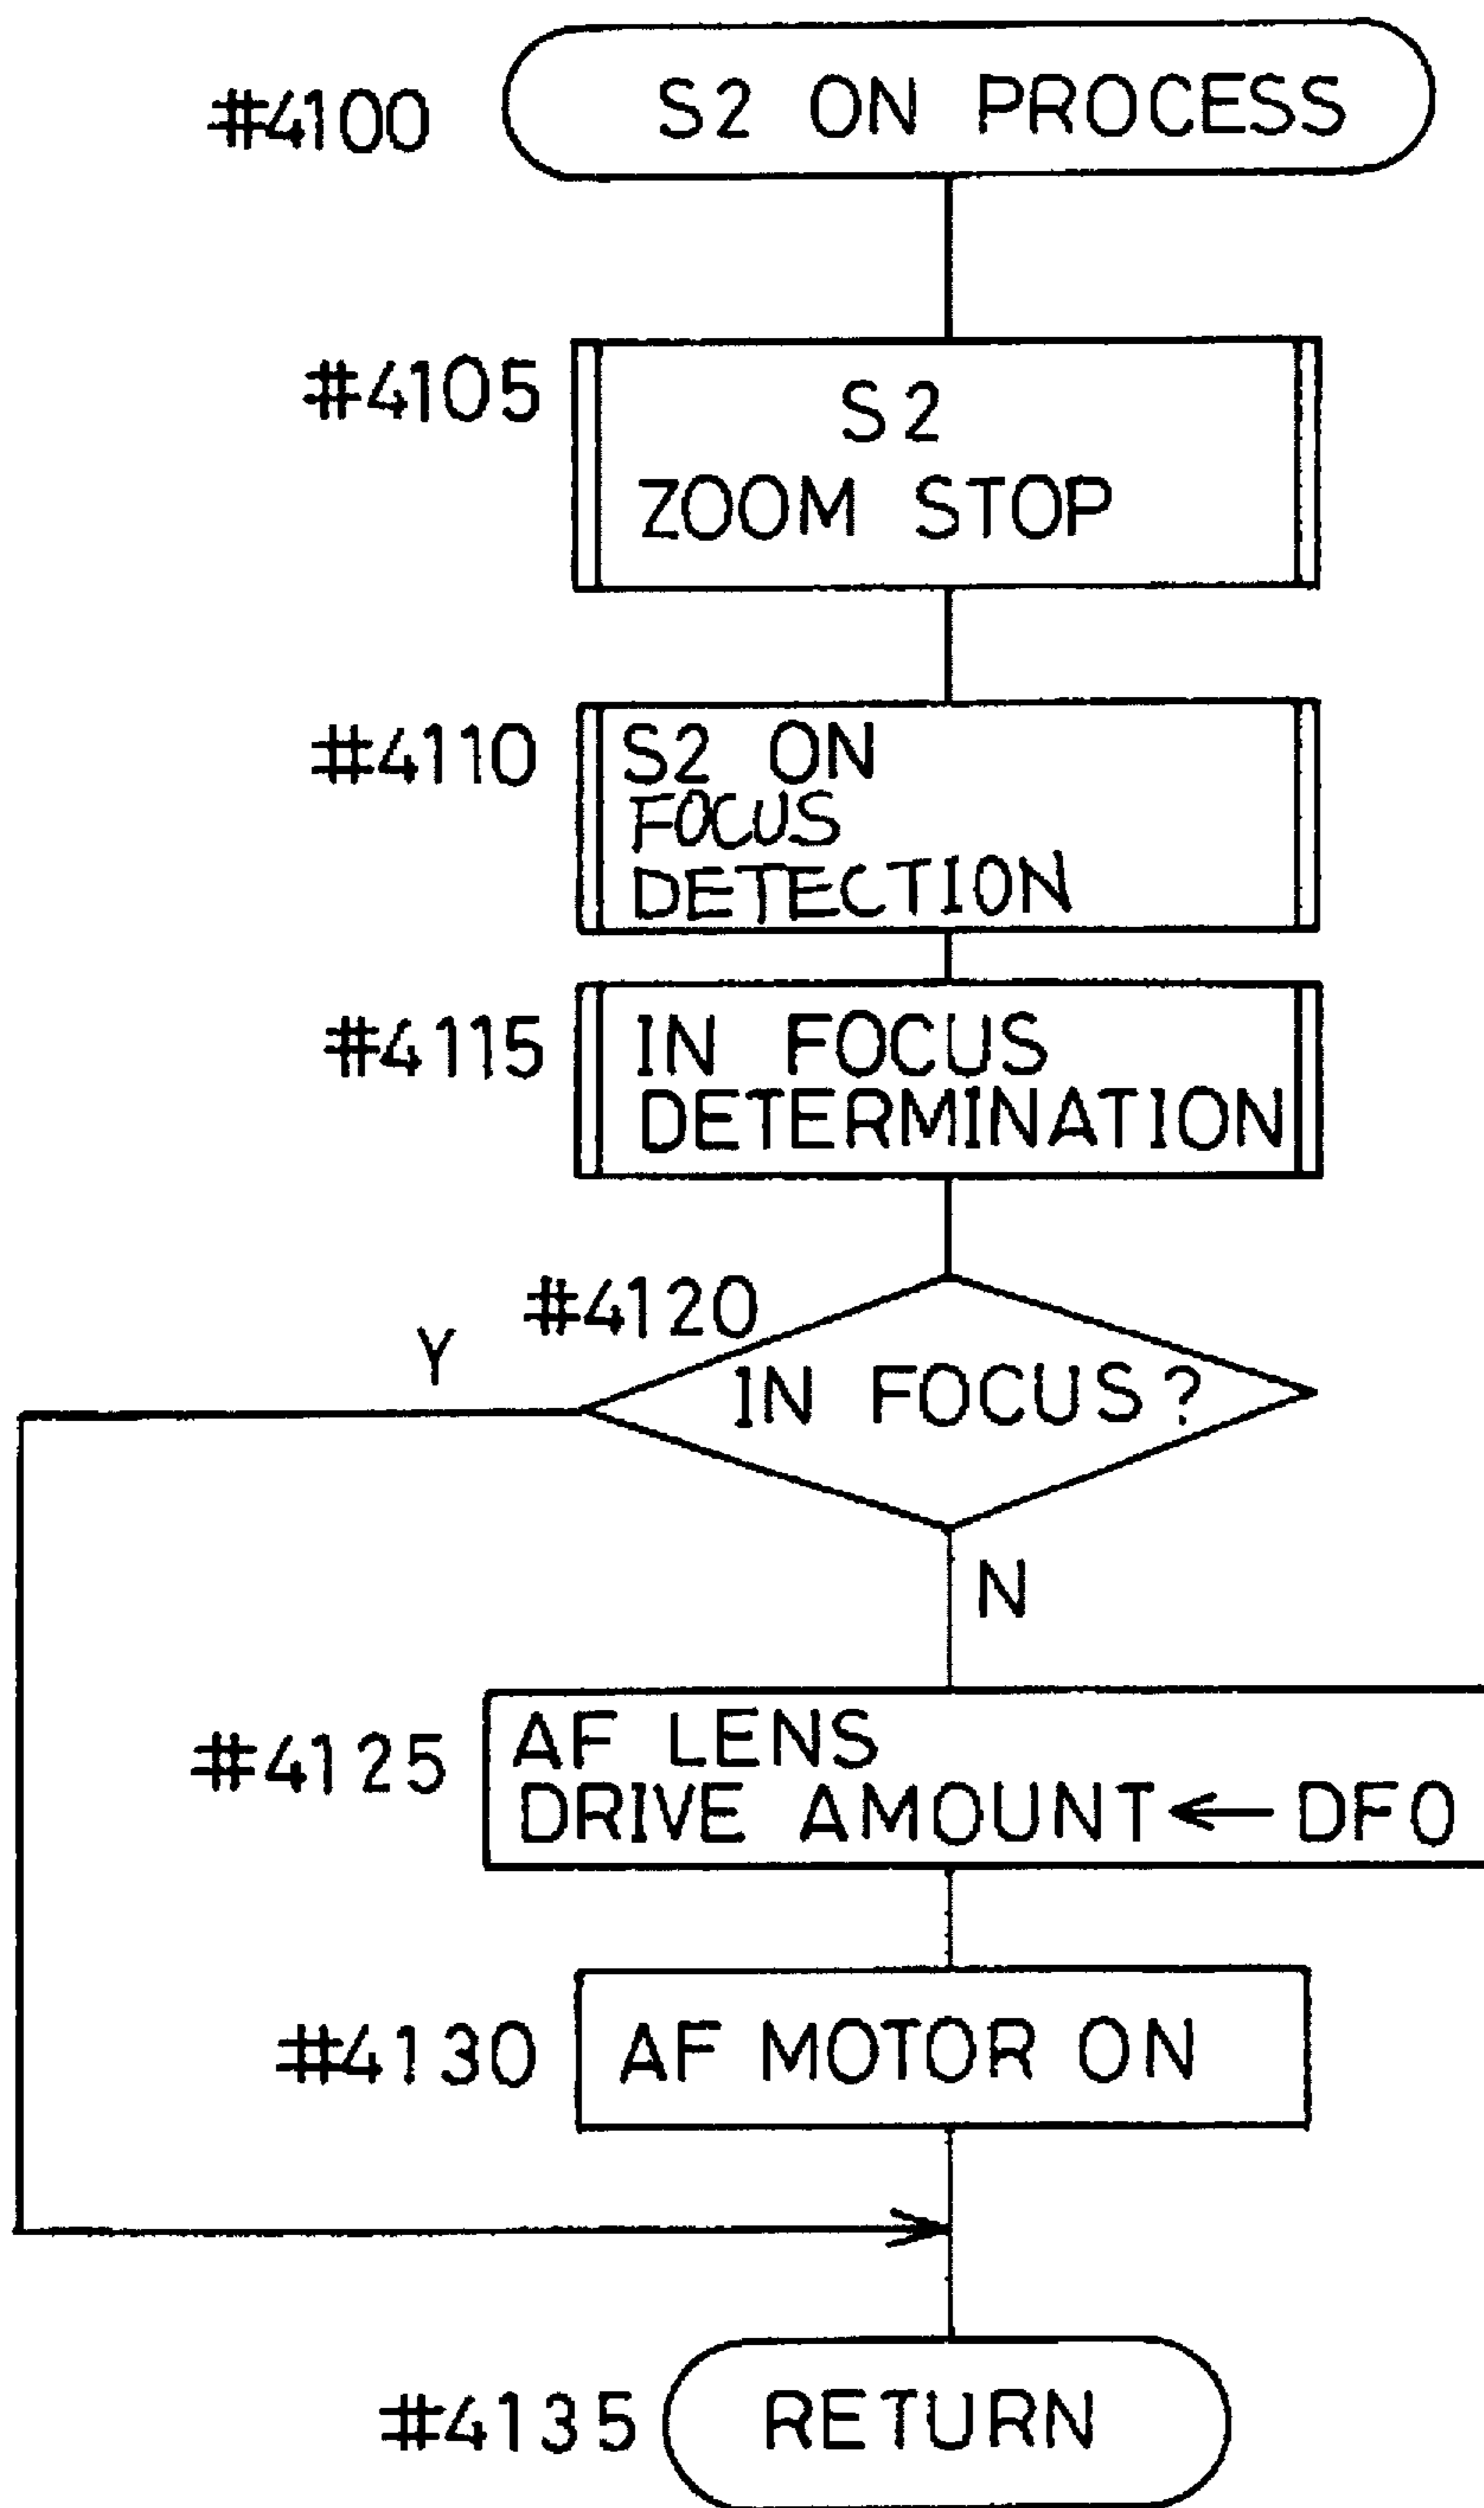 #4100
S2 ON PROCESS
#4105
S2
ZOOM STOP
#4110
S2 ON
FOCUS
DETECTION
#4115
IN FOCUS
DETERMINATION
#4120
Y
IN FOCUS?
N
#4125
AF LENS
DRIVE AMOUNT←DF0
#4130
AF MOTOR ON
#4135
RETURN